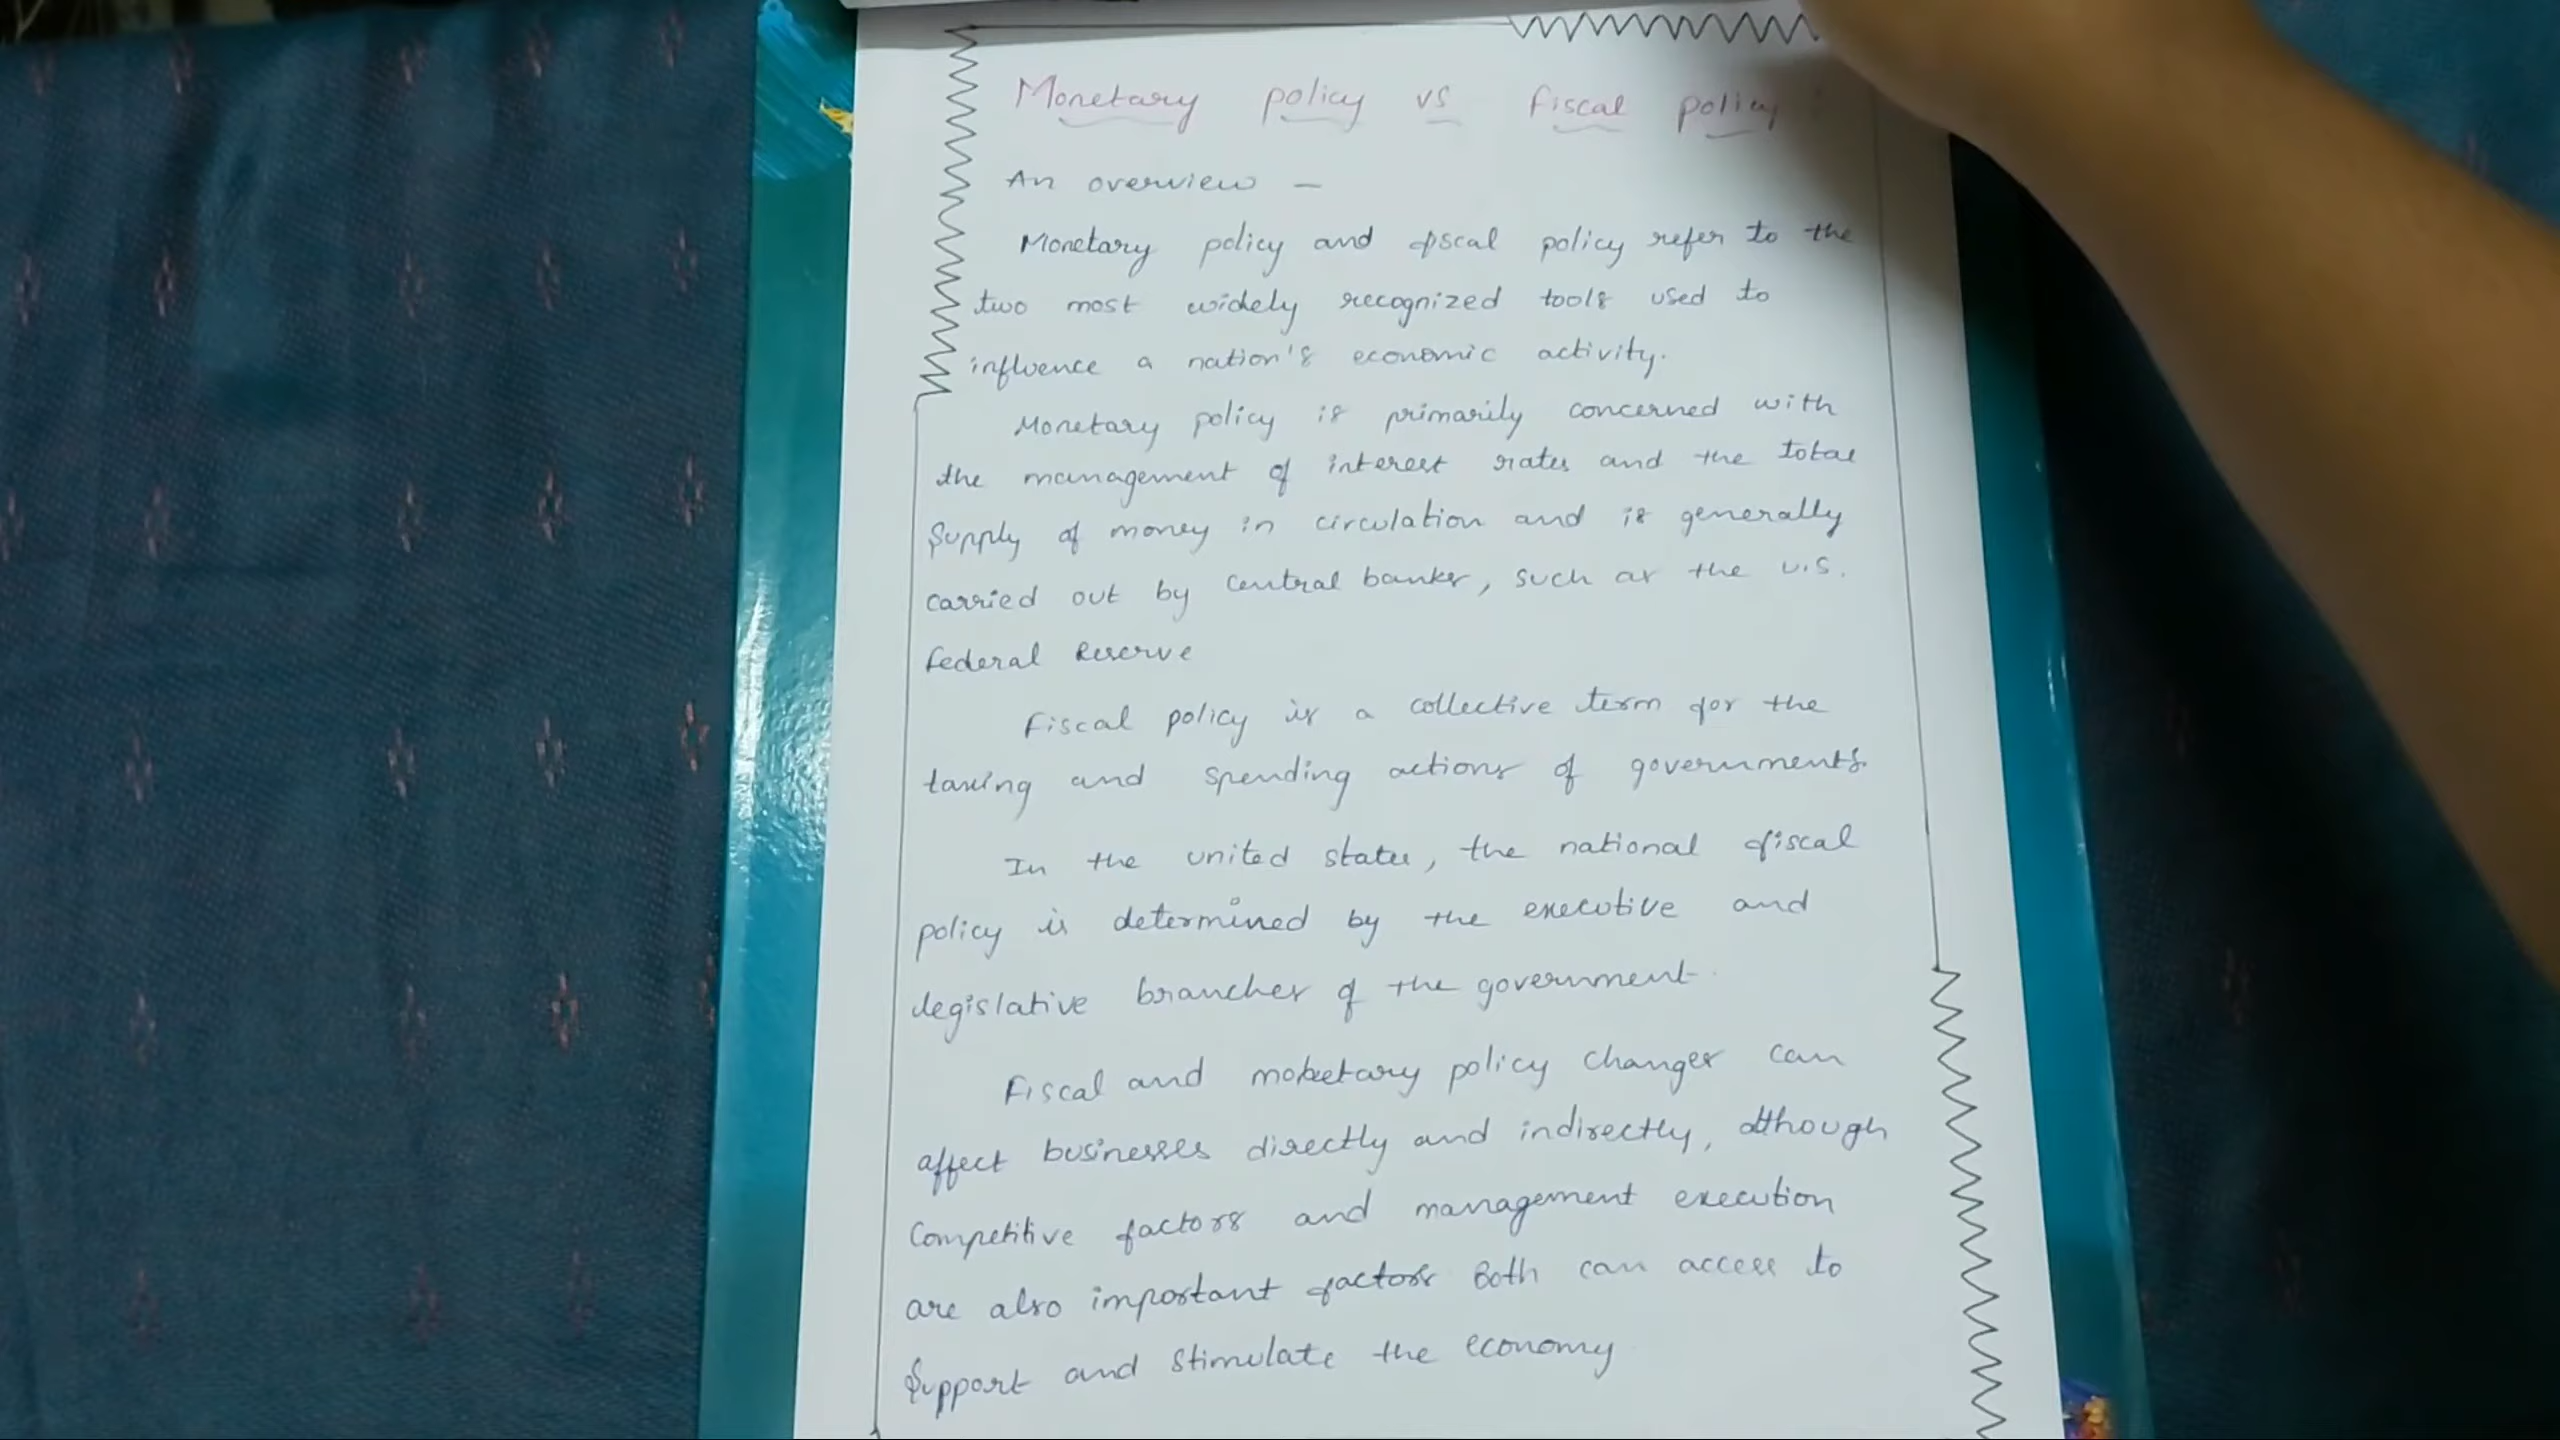 Monetary policy vs fiscal policy
An overview —
Monetary policy and fiscal policy refer to the
two most widely recognized tools used to
influence a nation's economic activity.
Monetary policy is primarily concerned with
the management of interest rates and the total
Supply of money in circulation and is generally
carried out by central banks, such as the U.S.
Federal Reserve
Fiscal policy is a collective term for the
taxing and spending actions of governments.
In the united states, the national fiscal
policy is determined by the executive and
legislative branches of the government.
Fiscal and monetary policy changes can
affect businesses directly and indirectly, although
Competitive factors and management execution
are also important factors Both can access to
Support and stimulate the economy